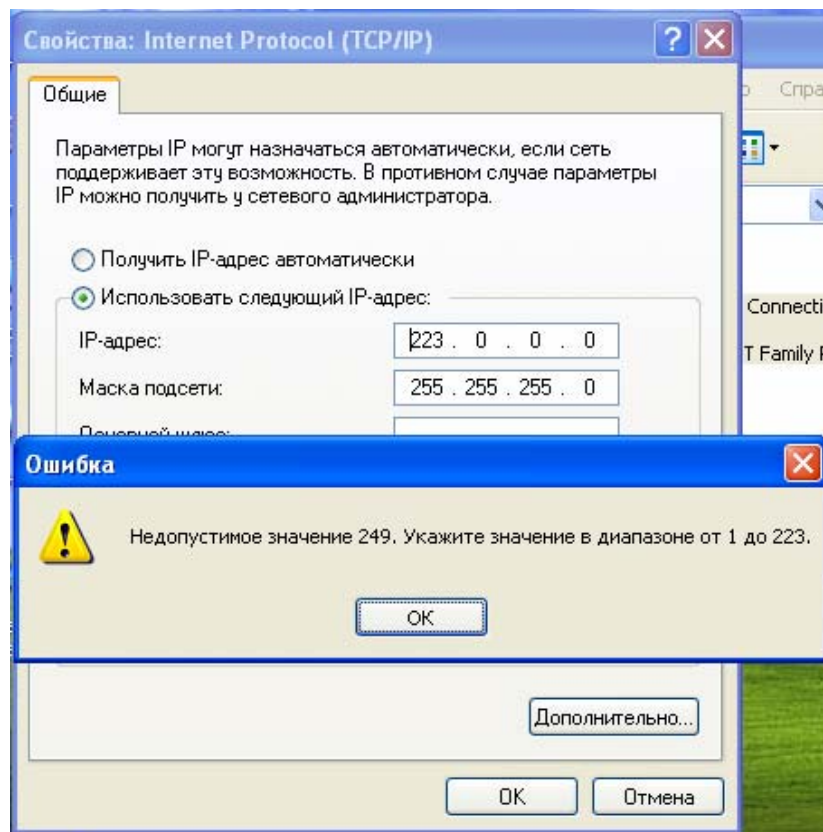 Свойства: Internet Protocol (TCP/IP)
Общие
Параметры IP могут назначаться автоматически, если сеть
поддерживает эту возможность. В противном случае параметры
IP можно получить у сетевого администратора.
Получить IP-адрес автоматически
Использовать следующий IP-адрес:
IP-адрес:
223 . 0 . 0 . 0
Маска подсети:
255 . 255 . 255 . 0
Connecti
T Family
Ошибка
Недопустимое значение 249. Укажите значение в диапазоне от 1 до 223.
OK
Дополнительно...
OK
Отмена